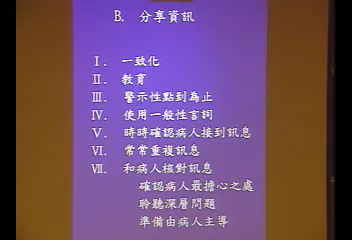 B. 分享資訊
I. 一致化
II. 教育
III. 警示性點到為止
IV. 使用一般性言詞
V. 時時確認病人接到訊息
VI. 常常重複訊息
VII. 和病人核對訊息
確認病人最擔心之處
聆聽深層問題
準備由病人主導